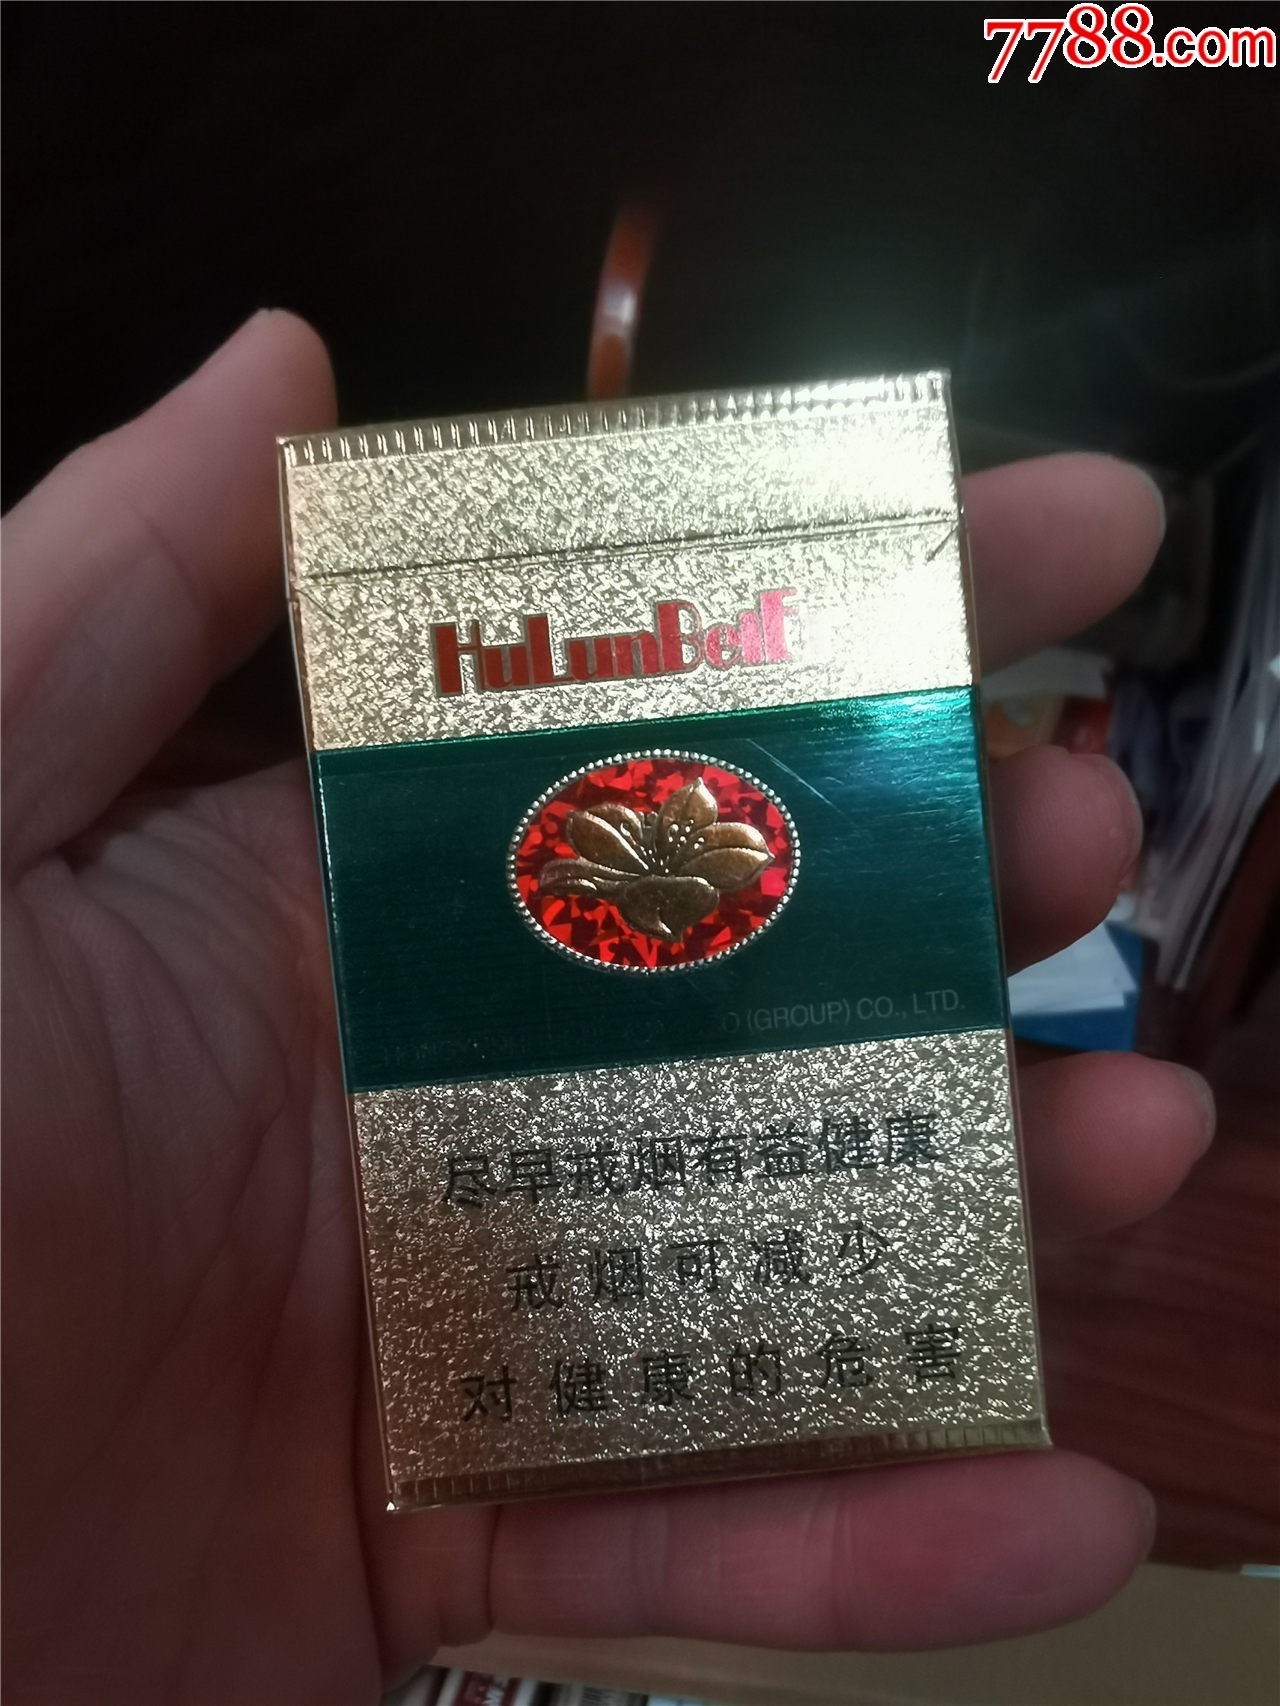 7788.com
HuLunBeiEr
(GROUP) CO., LTD.
尽早戒烟有益健康
戒烟可减少
对健康的危害